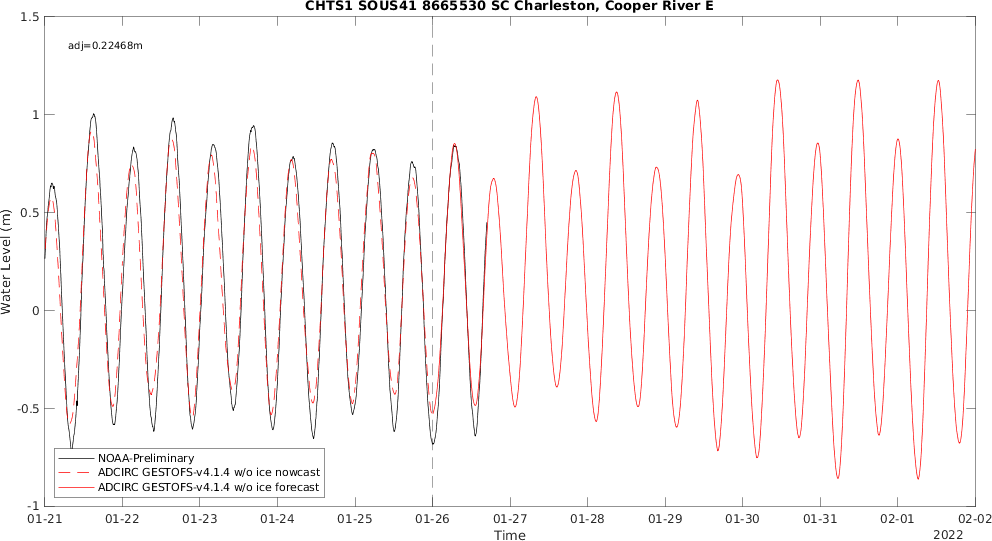 CHTS1 SOUS41 8665530 SC Charleston, Cooper River E
adj=0.22468m
1.5
1
0.5
0
-0.5
-1
Water Level (m)
NOAA-Preliminary
ADCIRC GESTOFS-v4.1.4 w/o ice nowcast
ADCIRC GESTOFS-v4.1.4 w/o ice forecast
01-21 01-22 01-23 01-24 01-25 01-26 01-27 01-28 01-29 01-30 01-31 02-01 02-02
Time
2022